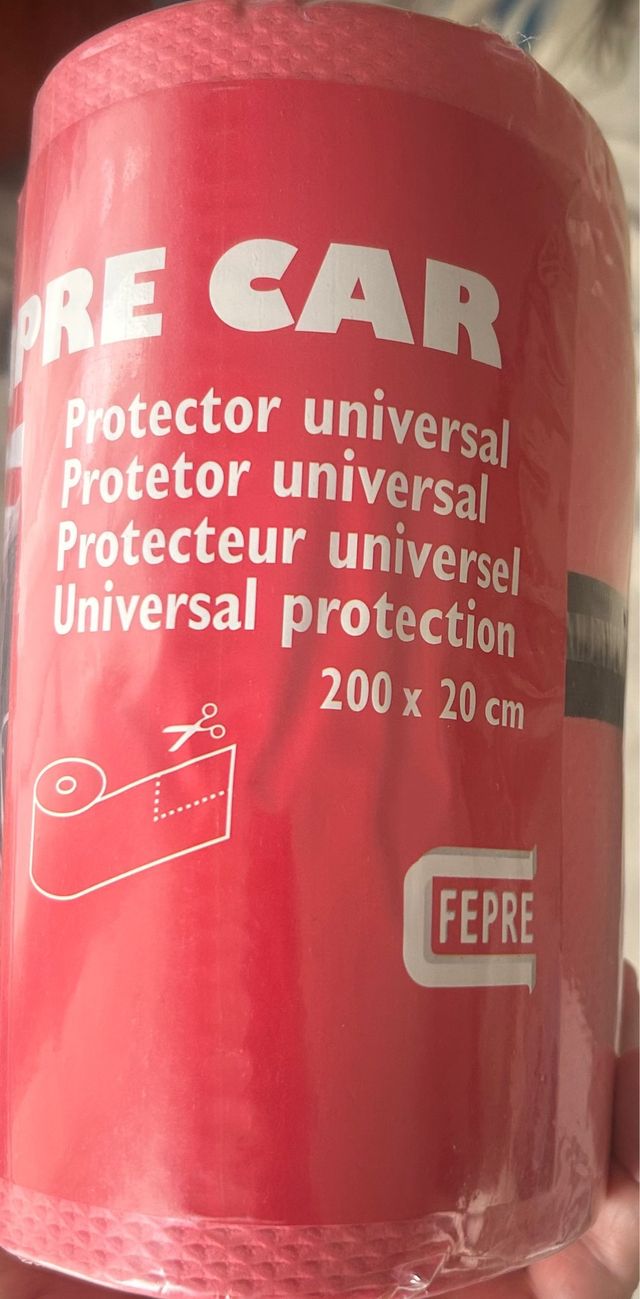 PRE CAR
Protector universal
Protetor universal
Protecteur universel
Universal protection
200 x 20 cm
FEPRE